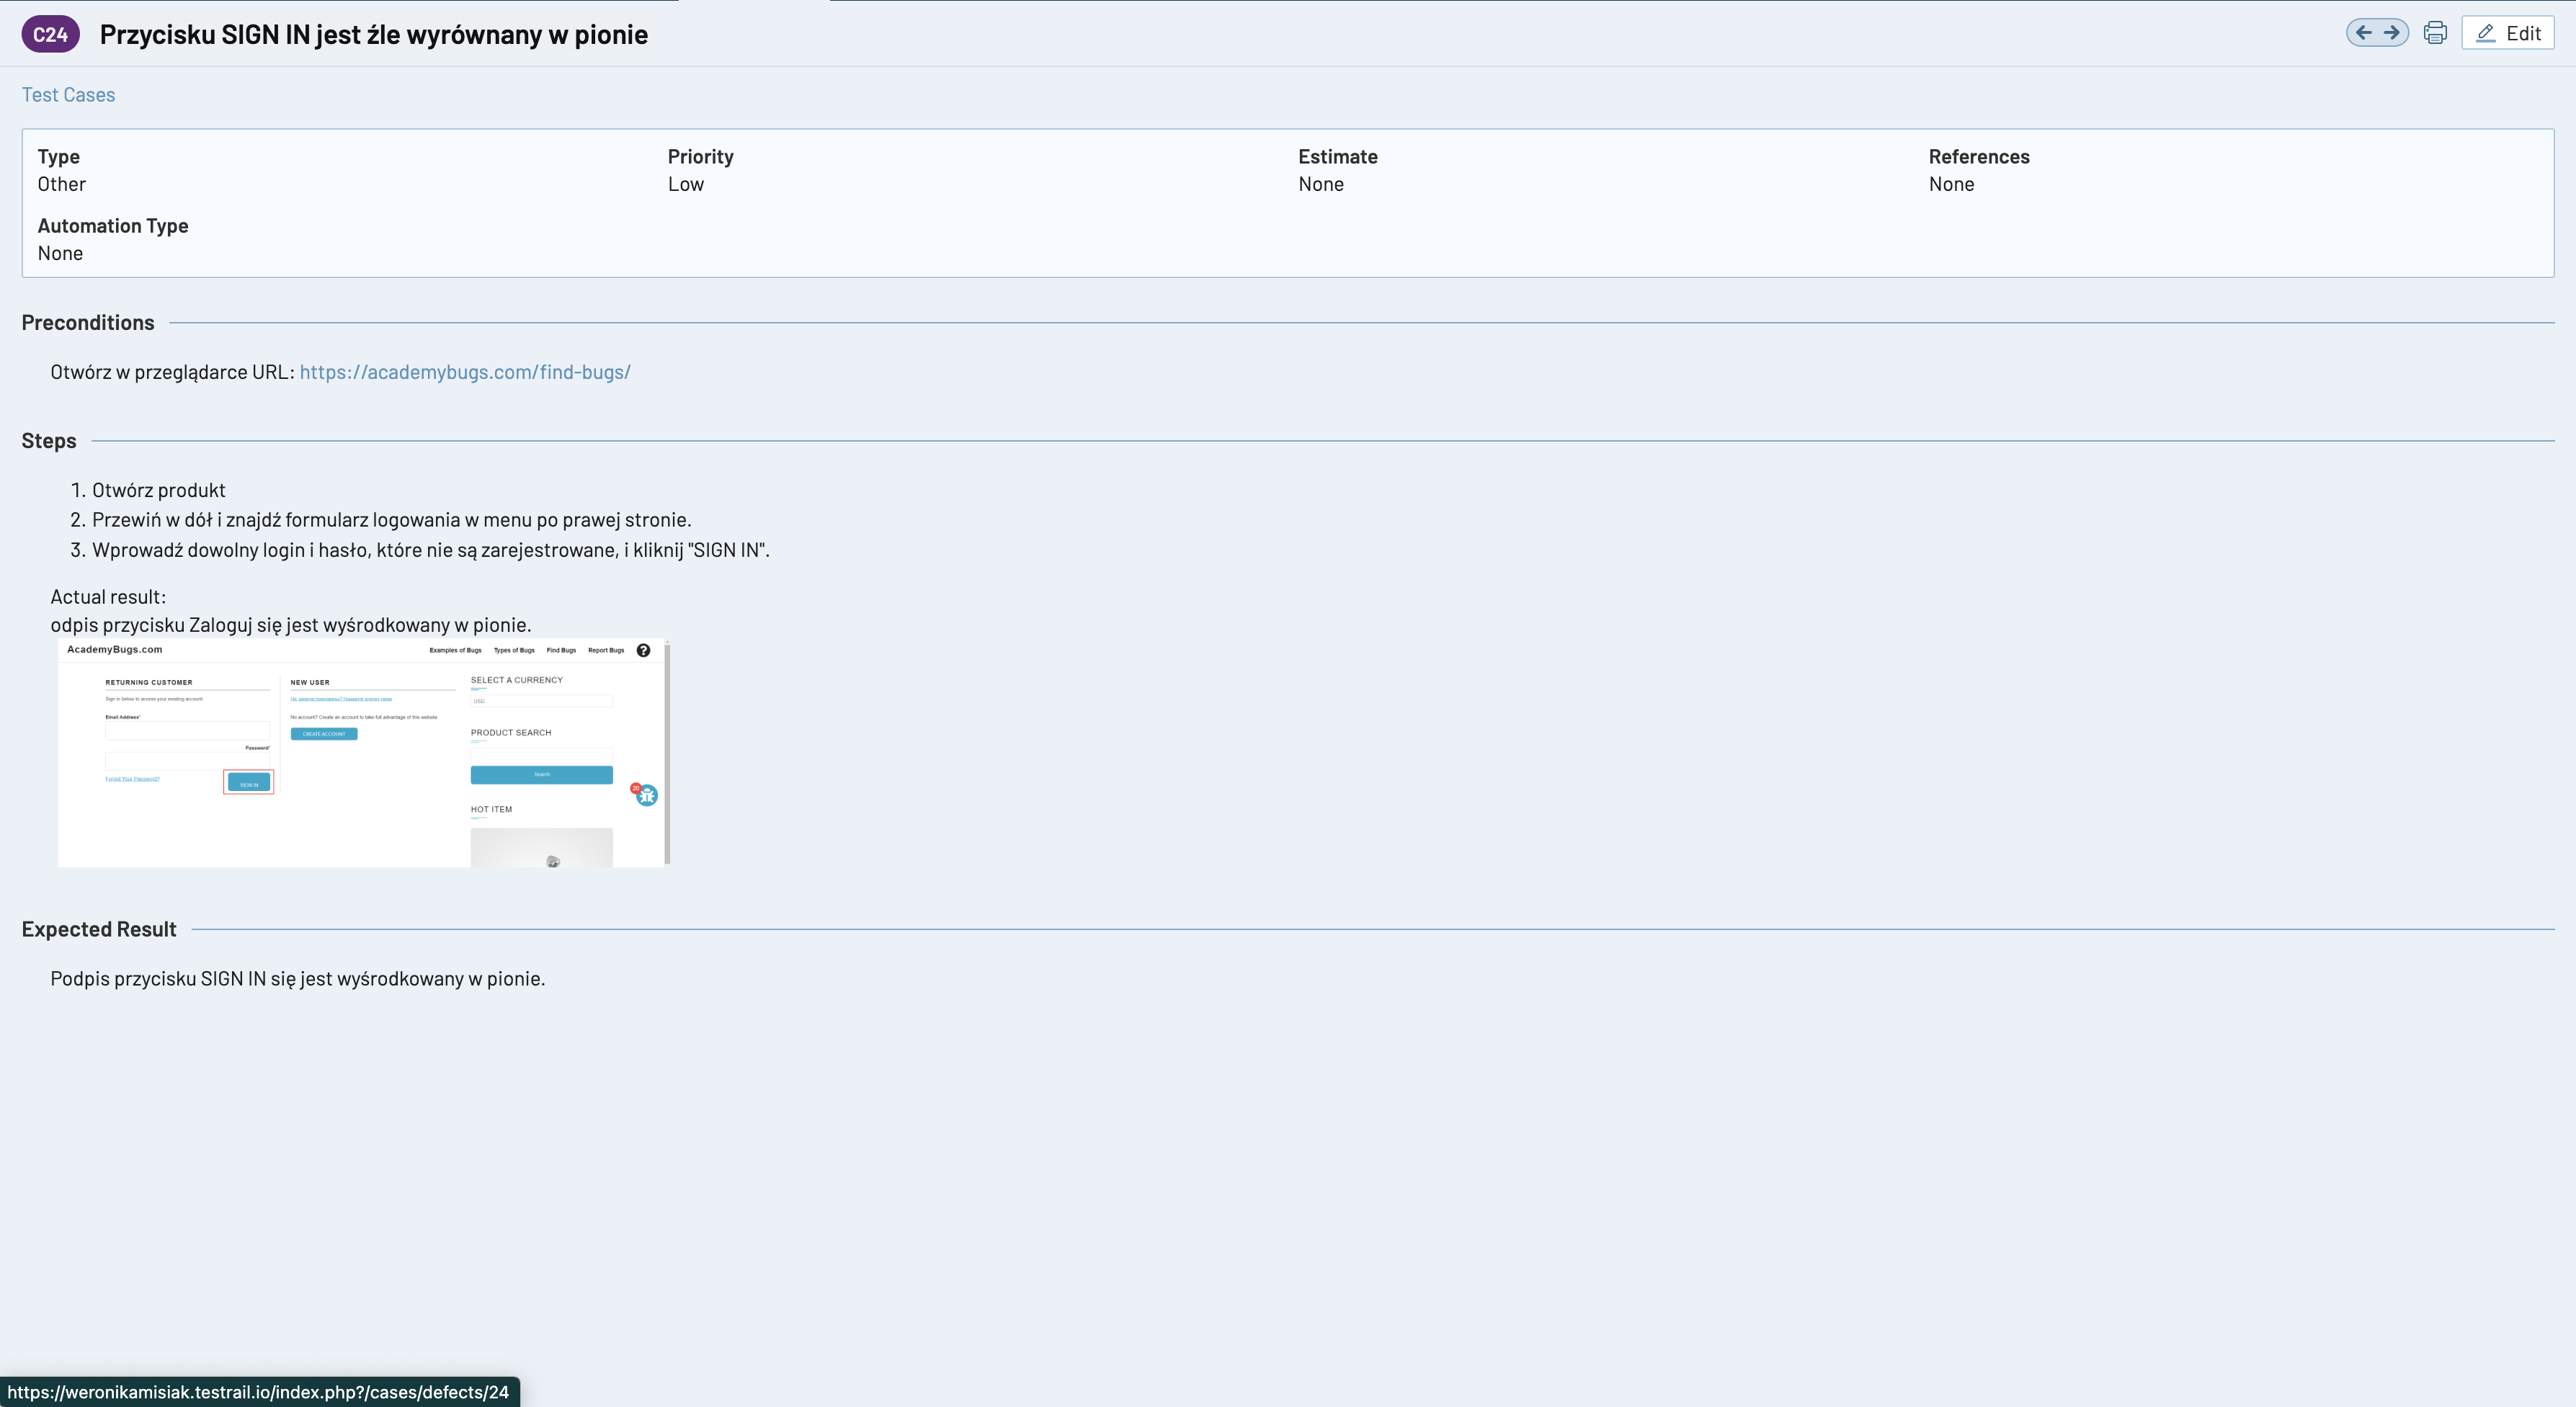 C24 Przycisku SIGN IN jest źle wyrównany w pionie
Edit
Test Cases
Type Priority Estimate References
Other Low None None
Automation Type
None
Preconditions
Otwórz w przeglądarce URL: https://academybugs.com/find-bugs/
Steps
1. Otwórz produkt
2. Przewiń w dół i znajdź formularz logowania w menu po prawej stronie.
3. Wprowadź dowolny login i hasło, które nie są zarejestrowane, i kliknij "SIGN IN".
Actual result:
odpis przycisku Zaloguj się jest wyśrodkowany w pionie.
AcademyBugs.com Examples of Bugs Types of Bugs Find Bugs Report Bugs ?
RETURNING CUSTOMER
Sign in below to access your existing account
Email Address*
Password*
Forgot Your Password?
SIGN IN
NEW USER
No account? Create an account to take full advantage of this website.
CREATE ACCOUNT
SELECT A CURRENCY
USD
PRODUCT SEARCH
Search
20
HOT ITEM
Expected Result
Podpis przycisku SIGN IN się jest wyśrodkowany w pionie.
https://weronikamisiak.testrail.io/index.php?/cases/defects/24